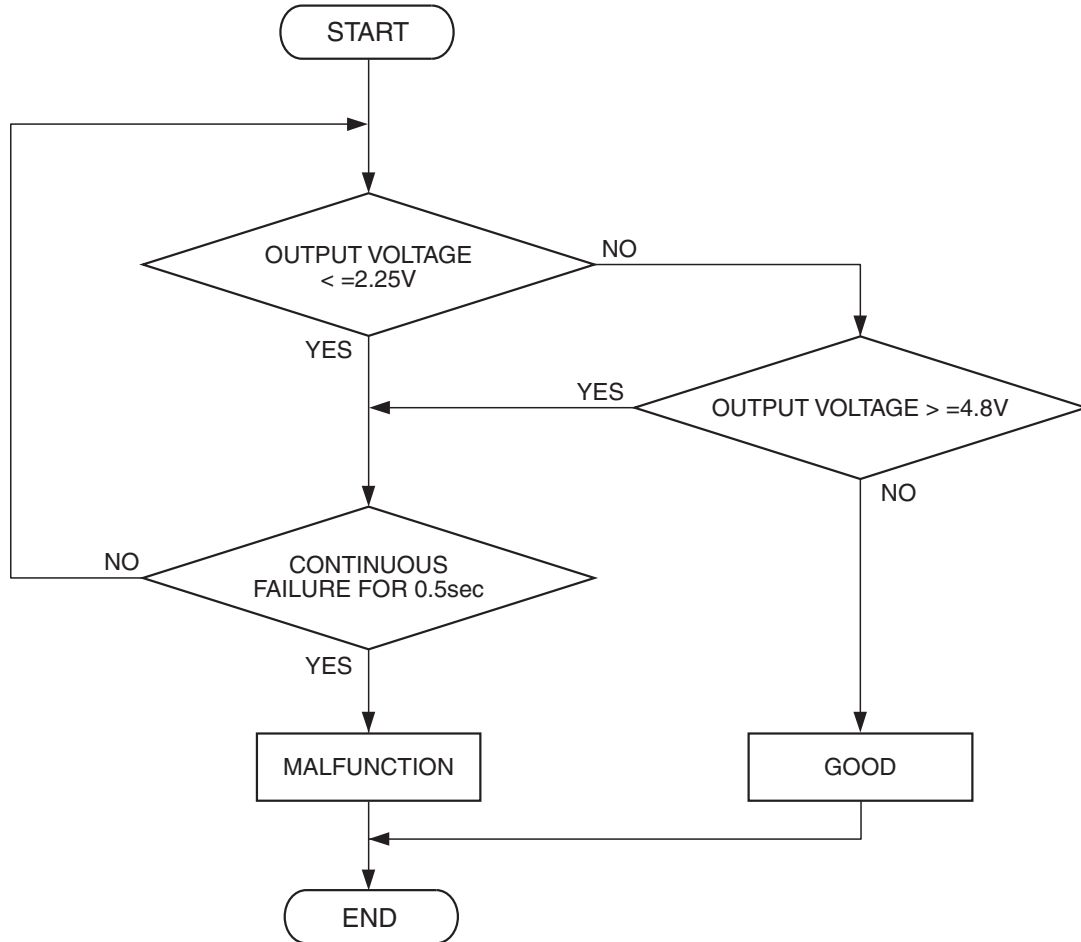 START
OUTPUT VOLTAGE
< =2.25V
NO
YES
YES
OUTPUT VOLTAGE > =4.8V
NO
NO
CONTINUOUS
FAILURE FOR 0.5sec
YES
MALFUNCTION
GOOD
END